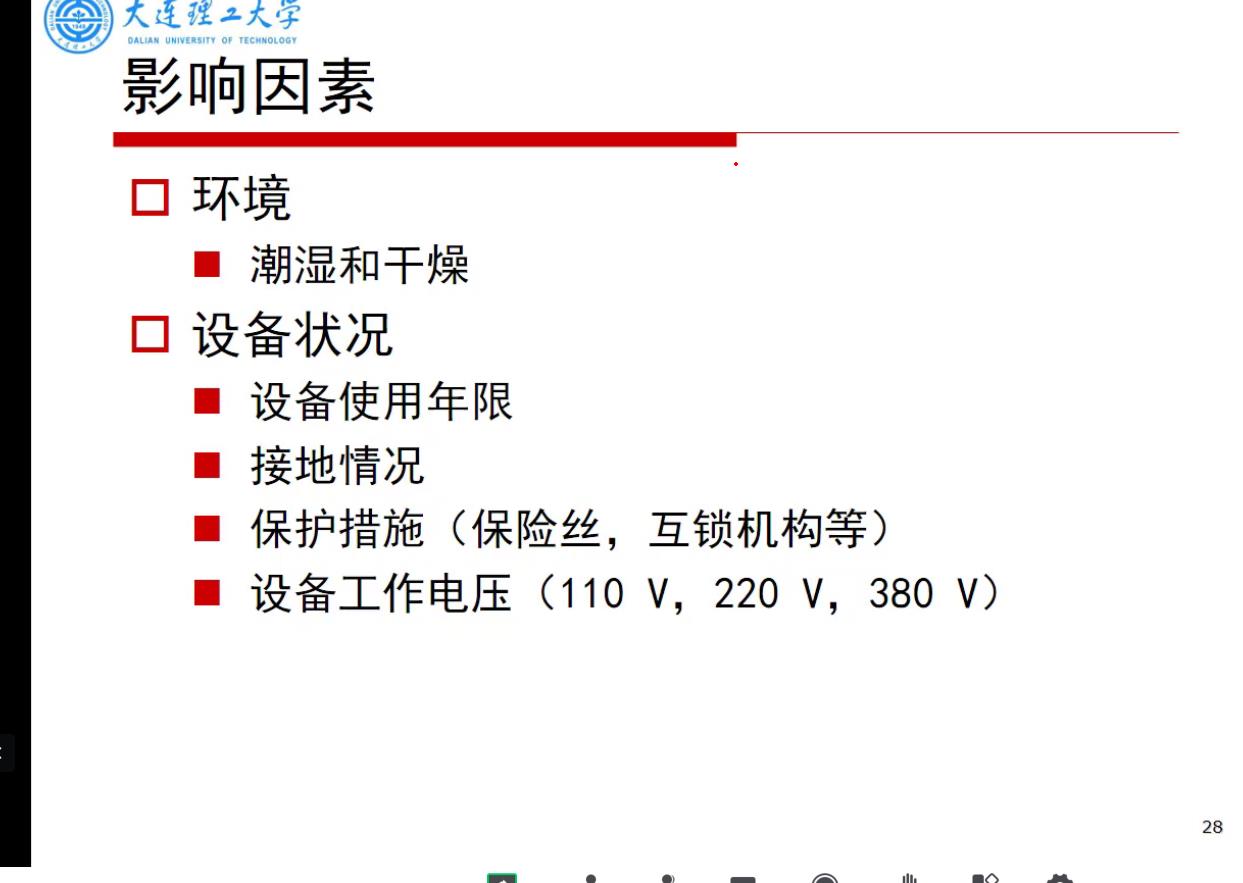 大连理工大学
DALIAN UNIVERSITY OF TECHNOLOGY
影响因素
环境
潮湿和干燥
设备状况
设备使用年限
接地情况
保护措施（保险丝，互锁机构等）
设备工作电压（110 V，220 V，380 V）
28